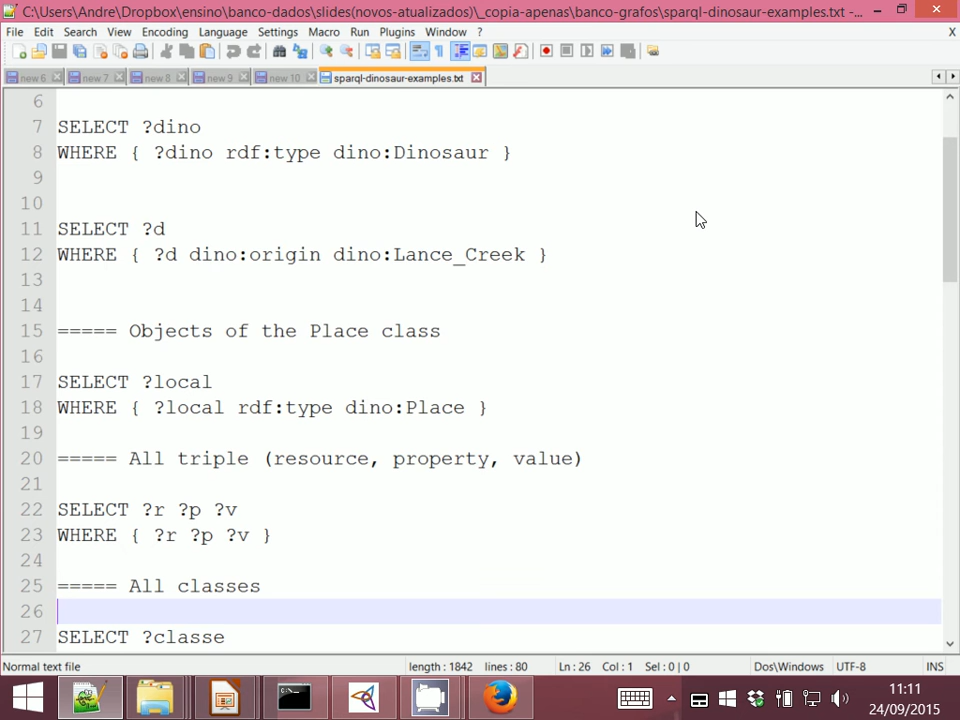 C:\Users\Andre\Dropbox\ensino\banco-dados\slides(novos-atualizados)\_copia-apenas\banco-grafos\sparql-dinosaur-examples.txt -...
File Edit Search View Encoding Language Settings Macro Run Plugins Window ? X
new 6 new 7 new 8 new 9 new 10 sparql-dinosaur-examples.txt
6
7 SELECT ?dino
8 WHERE { ?dino rdf:type dino:Dinosaur }
9
10
11 SELECT ?d
12 WHERE { ?d dino:origin dino:Lance_Creek }
13
14
15 ===== Objects of the Place class
16
17 SELECT ?local
18 WHERE { ?local rdf:type dino:Place }
19
20 ===== All triple (resource, property, value)
21
22 SELECT ?r ?p ?v
23 WHERE { ?r ?p ?v }
24
25 ===== All classes
26
27 SELECT ?classe
Normal text file length : 1842 lines : 80 Ln : 26 Col : 1 Sel : 0 | 0 Dos\Windows UTF-8 INS
11:11
24/09/2015